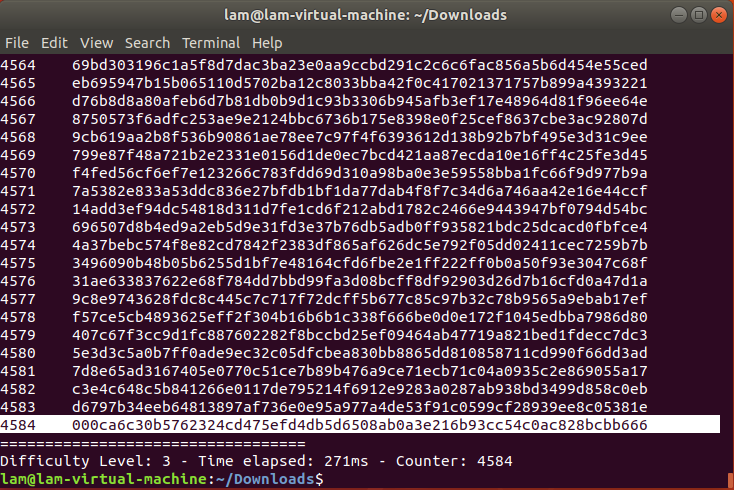 lam@lam-virtual-machine: ~/Downloads
File Edit View Search Terminal Help
4564 69bd303196c1a5f8d7dac3ba23e0aa9ccbd291c2c6c6fac856a5b6d454e55ced
4565 eb695947b15b065110d5702ba12c8033bba42f0c417021371757b899a4393221
4566 d76b8d8a80afeb6d7b81db0b9d1c93b3306b945afb3ef17e48964d81f96ee64e
4567 8750573f6adfc253ae9e2124bbc6736b175e8398e0f25cef8637cbe3ac92807d
4568 9cb619aa2b8f536b90861ae78ee7c97f4f6393612d138b92b7bf495e3d31c9ee
4569 799e87f48a721b2e2331e0156d1de0ec7bcd421aa87ecda10e16ff4c25fe3d45
4570 f4fed56cf6ef7e123266c783fdd69d310a98ba0e3e59558bba1fc66f9d977b9a
4571 7a5382e833a53ddc836e27bfdb1bf1da77dab4f8f7c34d6a746aa42e16e44ccf
4572 14add3ef94dc54818d311d7fe1cd6f212abd1782c2466e9443947bf0794d54bc
4573 696507d8b4ed9a2eb5d9e31fd3e37b76db5adb0ff935821bdc25dcacd0fbfce4
4574 4a37bebc574f8e82cd7842f2383df865af626dc5e792f05dd02411cec7259b7b
4575 3496090b48b05b6255d1bf7e48164cfd6fbe2e1ff222ff0b0a50f93e3047c68f
4576 31ae633837622e68f784dd7bbd99fa3d08bcff8df92903d26d7b16cfd0a47d1a
4577 9c8e9743628fdc8c445c7c717f72dcff5b677c85c97b32c78b9565a9ebab17ef
4578 f57ce5cb4893625eff2f304b16b6b1c338f666be0d0e172f1045edbba7986d80
4579 407c67f3cc9d1fc887602282f8bccbd25ef09464ab47719a821bed1fdecc7dc3
4580 5e3d3c5a0b7ff0ade9ec32c05dfcbea830bb8865dd810858711cd990f66dd3ad
4581 7d8e65ad3167405e0770c51ce7b89b476a9ce71ecb71c04a0935c2e869055a17
4582 c3e4c648c5b841266e0117de795214f6912e9283a0287ab938bd3499d858c0eb
4583 d6797b34eeb64813897af736e0e95a977a4de53f91c0599cf28939ee8c05381e
4584 000ca6c30b5762324cd475efd4db5d6508ab0a3e216b93cc54c0ac828bcbb666
==================================
Difficulty Level: 3 - Time elapsed: 271ms - Counter: 4584
lam@lam-virtual-machine:~/Downloads$